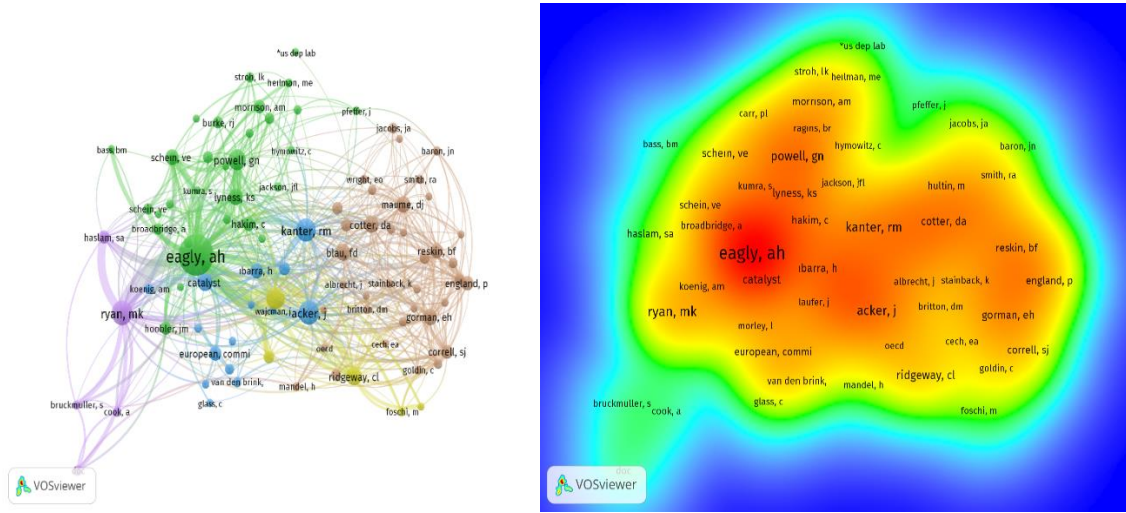 *us dep lab
stroh, lk
heilman, me
morrison, am
pfeffer, j
burke, rj
jacobs, ja
bass, bm
schein, ve
powell, gn
hymowitz, c
baron, jn
wright, eo
smith, ra
kumra, s
lyness, ks
jackson, jfl
maume, dj
schein, ve
broadbridge, a
hakim, c
kanter, rm
cotter, da
haslam, sa
eagly, ah
blau, fd
reskin, bf
ibarra, h
koenig, am
catalyst
albrecht, j
stainback, k
england, p
ryan, mk
wajcman, j
acker, j
britton, dm
gorman, eh
hoobler, jm
european, commi
oecd
cech, ea
correll, sj
van den brink,
mandel, h
ridgeway, cl
goldin, c
bruckmuller, s
cook, a
glass, c
foschi, m
doc
VOSviewer
*us dep lab
stroh, lk
heilman, me
carr, pl
morrison, am
pfeffer, j
ragins, br
jacobs, ja
bass, bm
schein, ve
powell, gn
hymowitz, c
baron, jn
kumra, s
lyness, ks
jackson, jfl
hultin, m
smith, ra
schein, ve
broadbridge, a
hakim, c
kanter, rm
cotter, da
haslam, sa
eagly, ah
ibarra, h
reskin, bf
koenig, am
catalyst
albrecht, j
stainback, k
england, p
ryan, mk
laufer, j
acker, j
britton, dm
gorman, eh
morley, l
european, commi
oecd
cech, ea
correll, sj
van den brink,
mandel, h
ridgeway, cl
goldin, c
bruckmuller, s
cook, a
glass, c
foschi, m
doc
VOSviewer